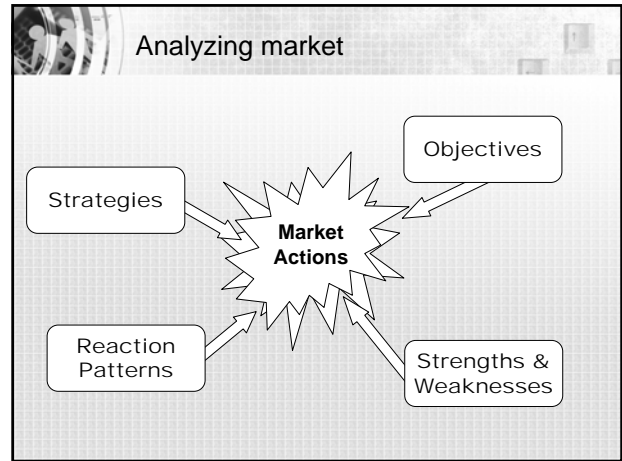 Analyzing market
Objectives
Strategies
Market
Actions
Reaction
Patterns
Strengths &
Weaknesses